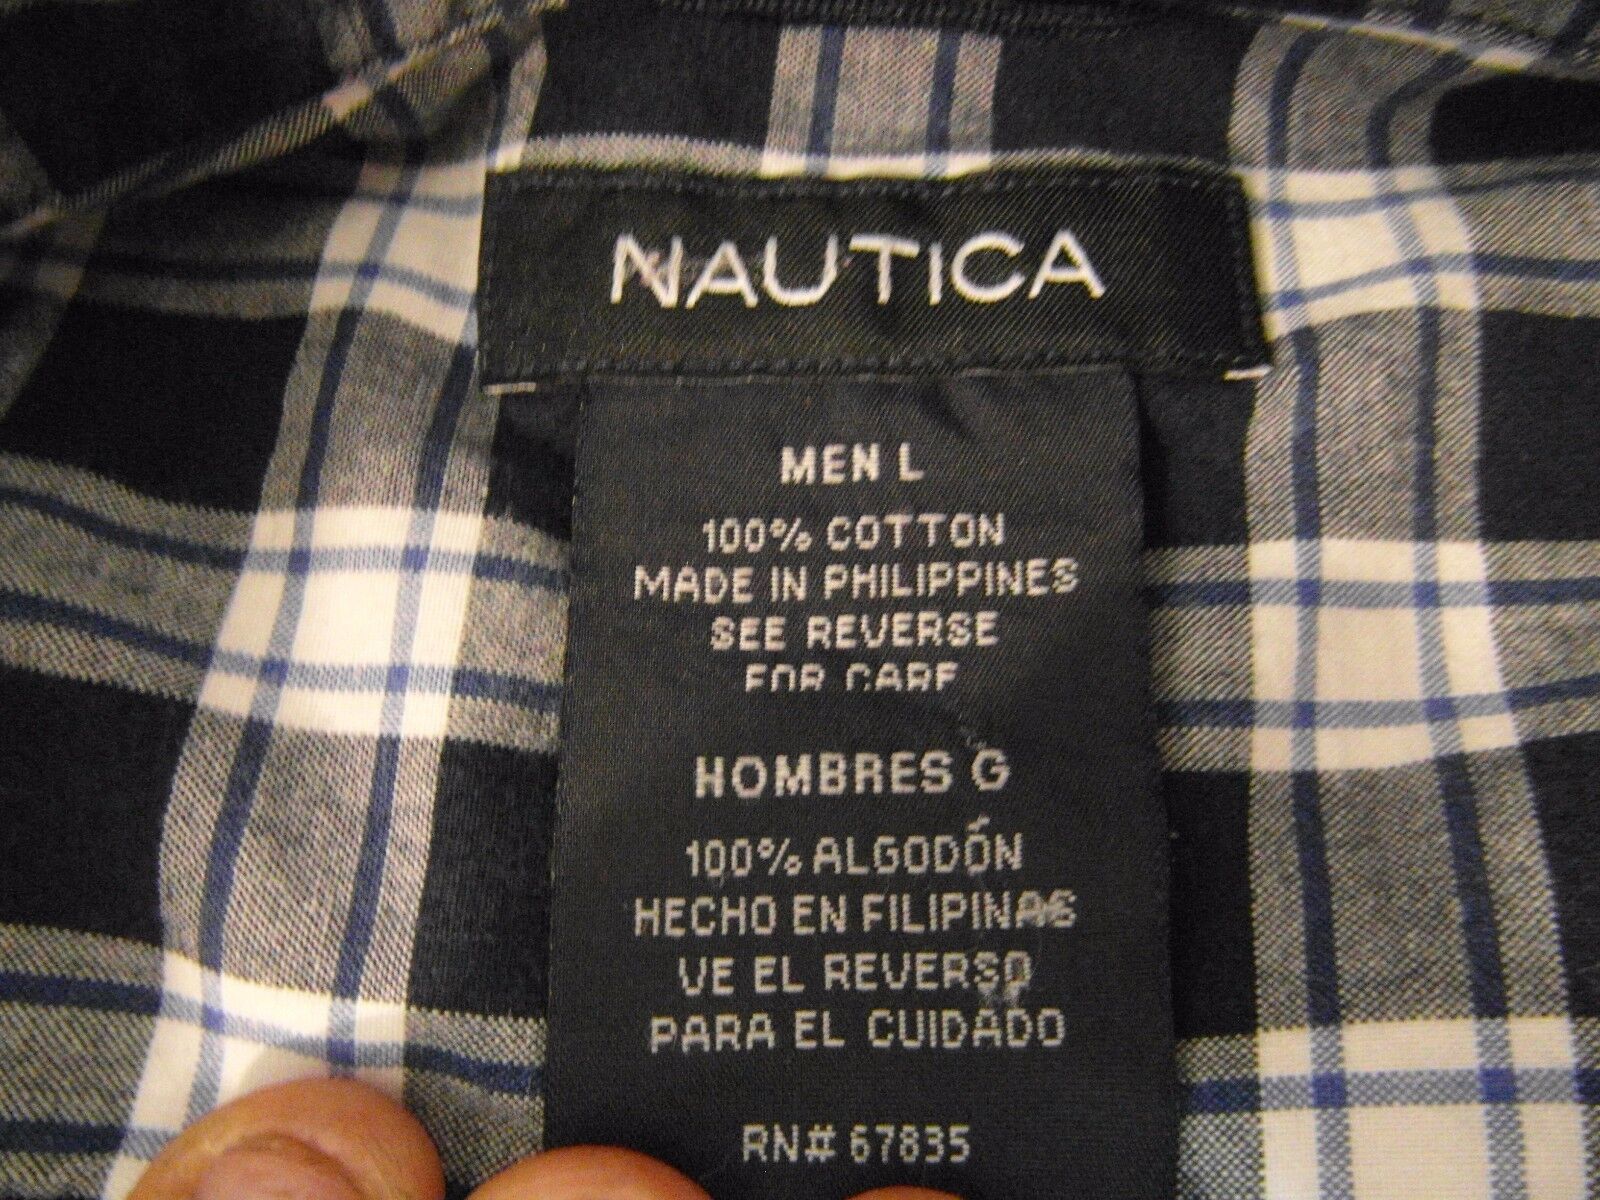 NAUTICA
MEN L
100% COTTON
MADE IN PHILIPPINES
SEE REVERSE
FOR CARE
HOMBRES G
100% ALGODÓN
HECHO EN FILIPINAS
VE EL REVERSO
PARA EL CUIDADO
RN# 67835